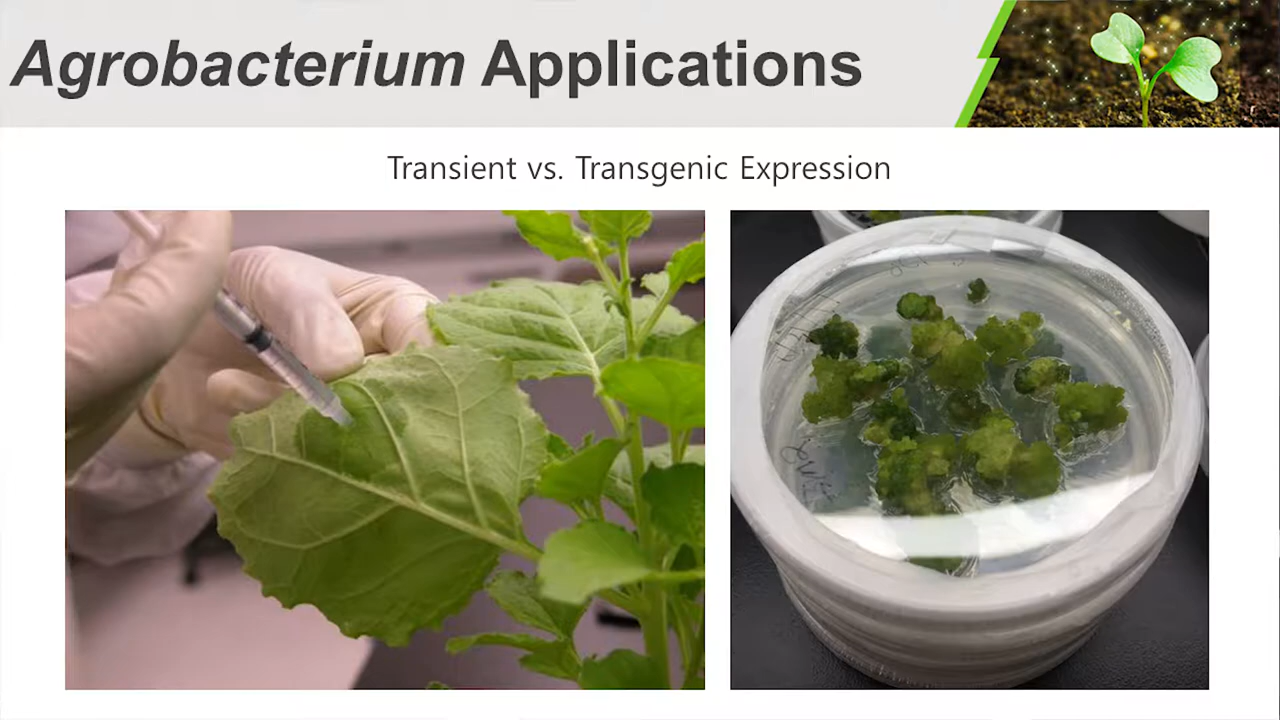 Agrobacterium Applications
Transient vs. Transgenic Expression